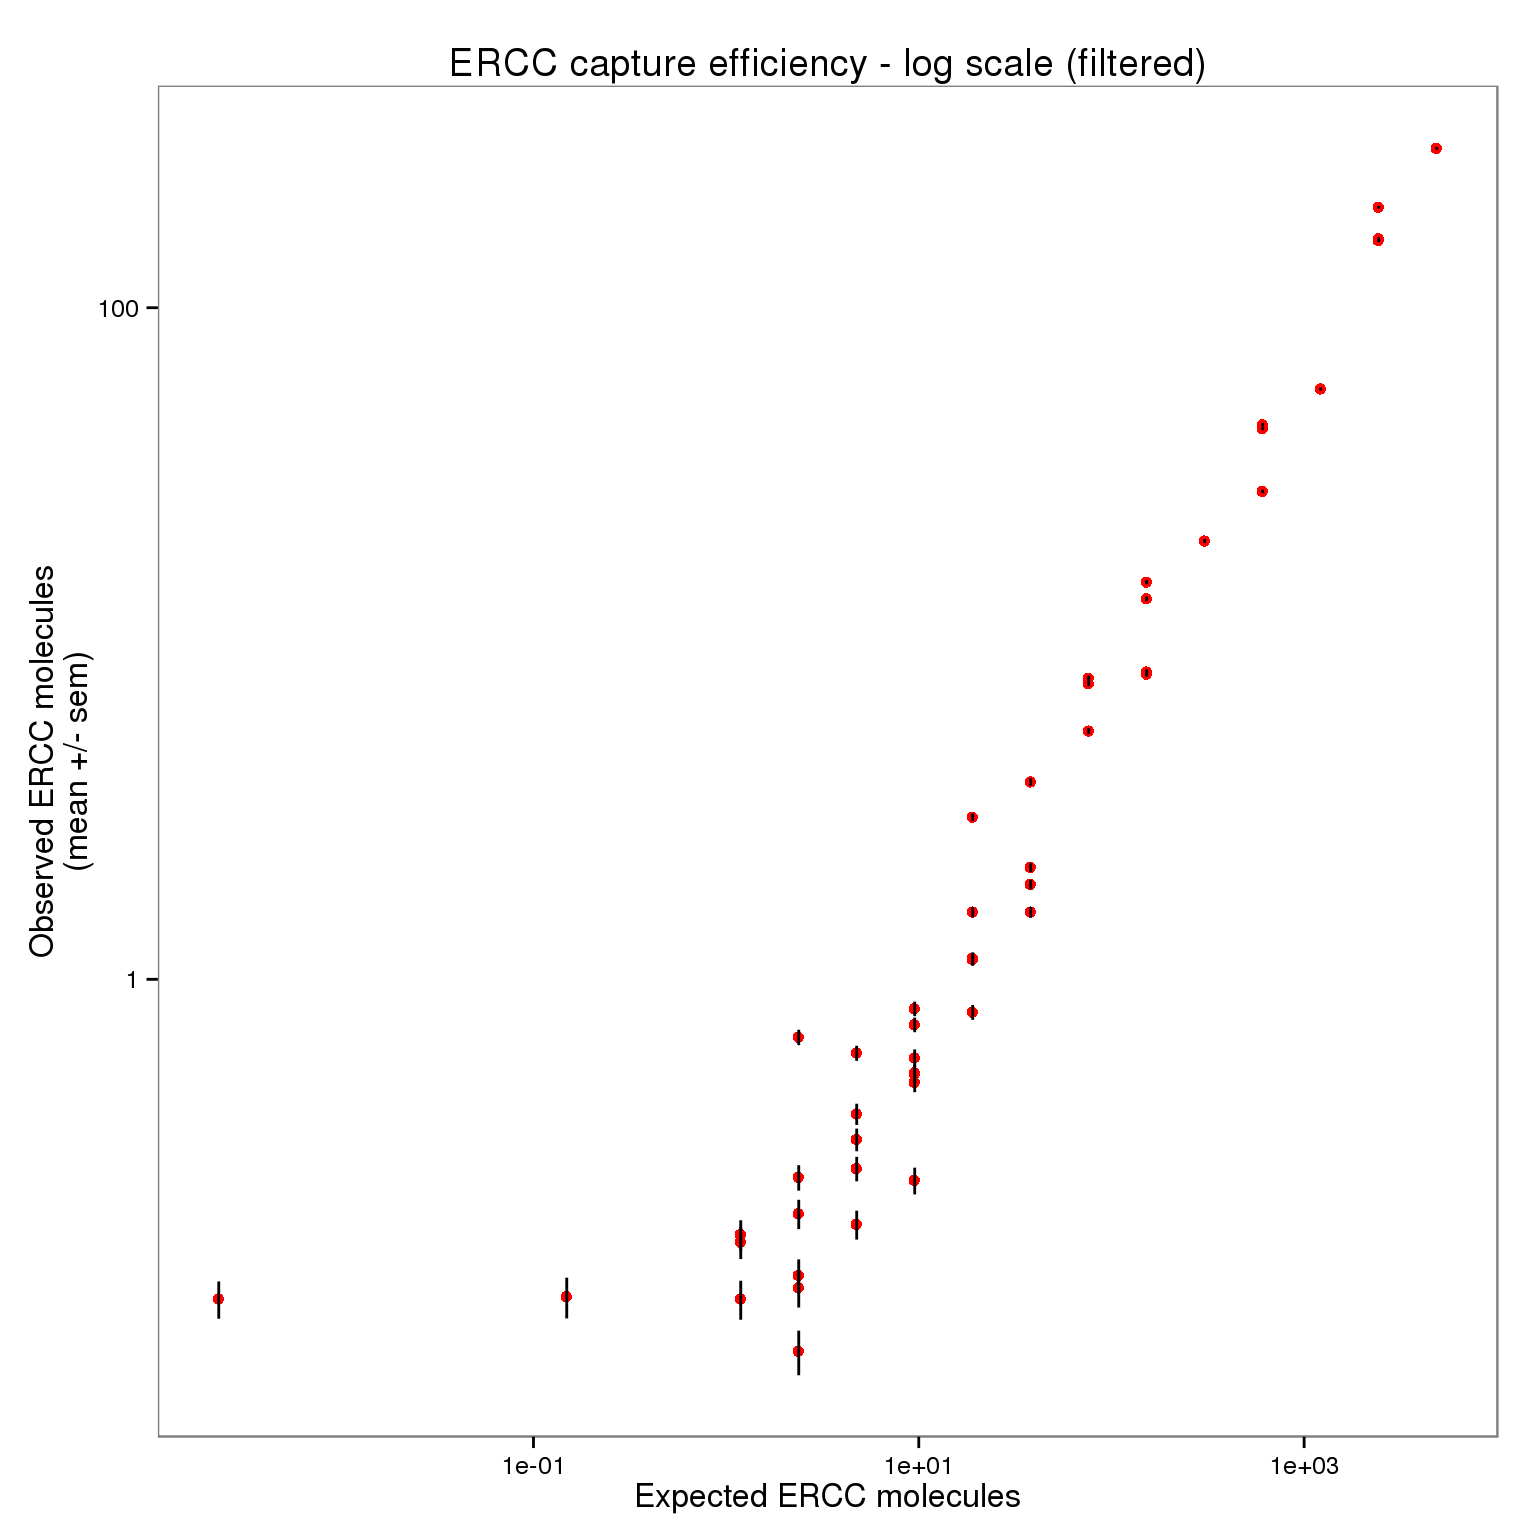 ERCC capture efficiency - log scale (filtered)
100
1
Observed ERCC molecules
(mean +/- sem)
1e-01
1e+01
1e+03
Expected ERCC molecules